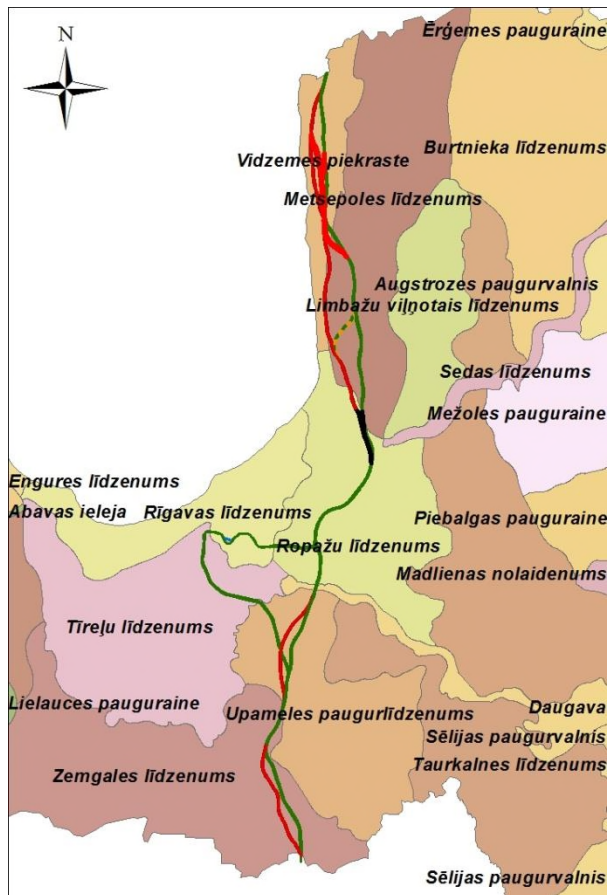 Ērģemes pauguraine
N
Vidzemes piekraste
Burtnieka līdzenums
Metsepoles līdzenums
Augstrozes paugurvalnis
Limbažu viļņotais līdzenums
Sedas līdzenums
Mežoles pauguraine
Engures līdzenums
Abavas ieleja
Rīgavas līdzenums
Piebalgas pauguraine
Ropažu līdzenums
Madlienas nolaidenums
Tīreļu līdzenums
Lielauces pauguraine
Upmeles paugurlīdzenums
Daugava
Sēlijas paugurvalnis
Taurkalnes līdzenums
Zemgales līdzenums
Sēlijas paugurvalnis